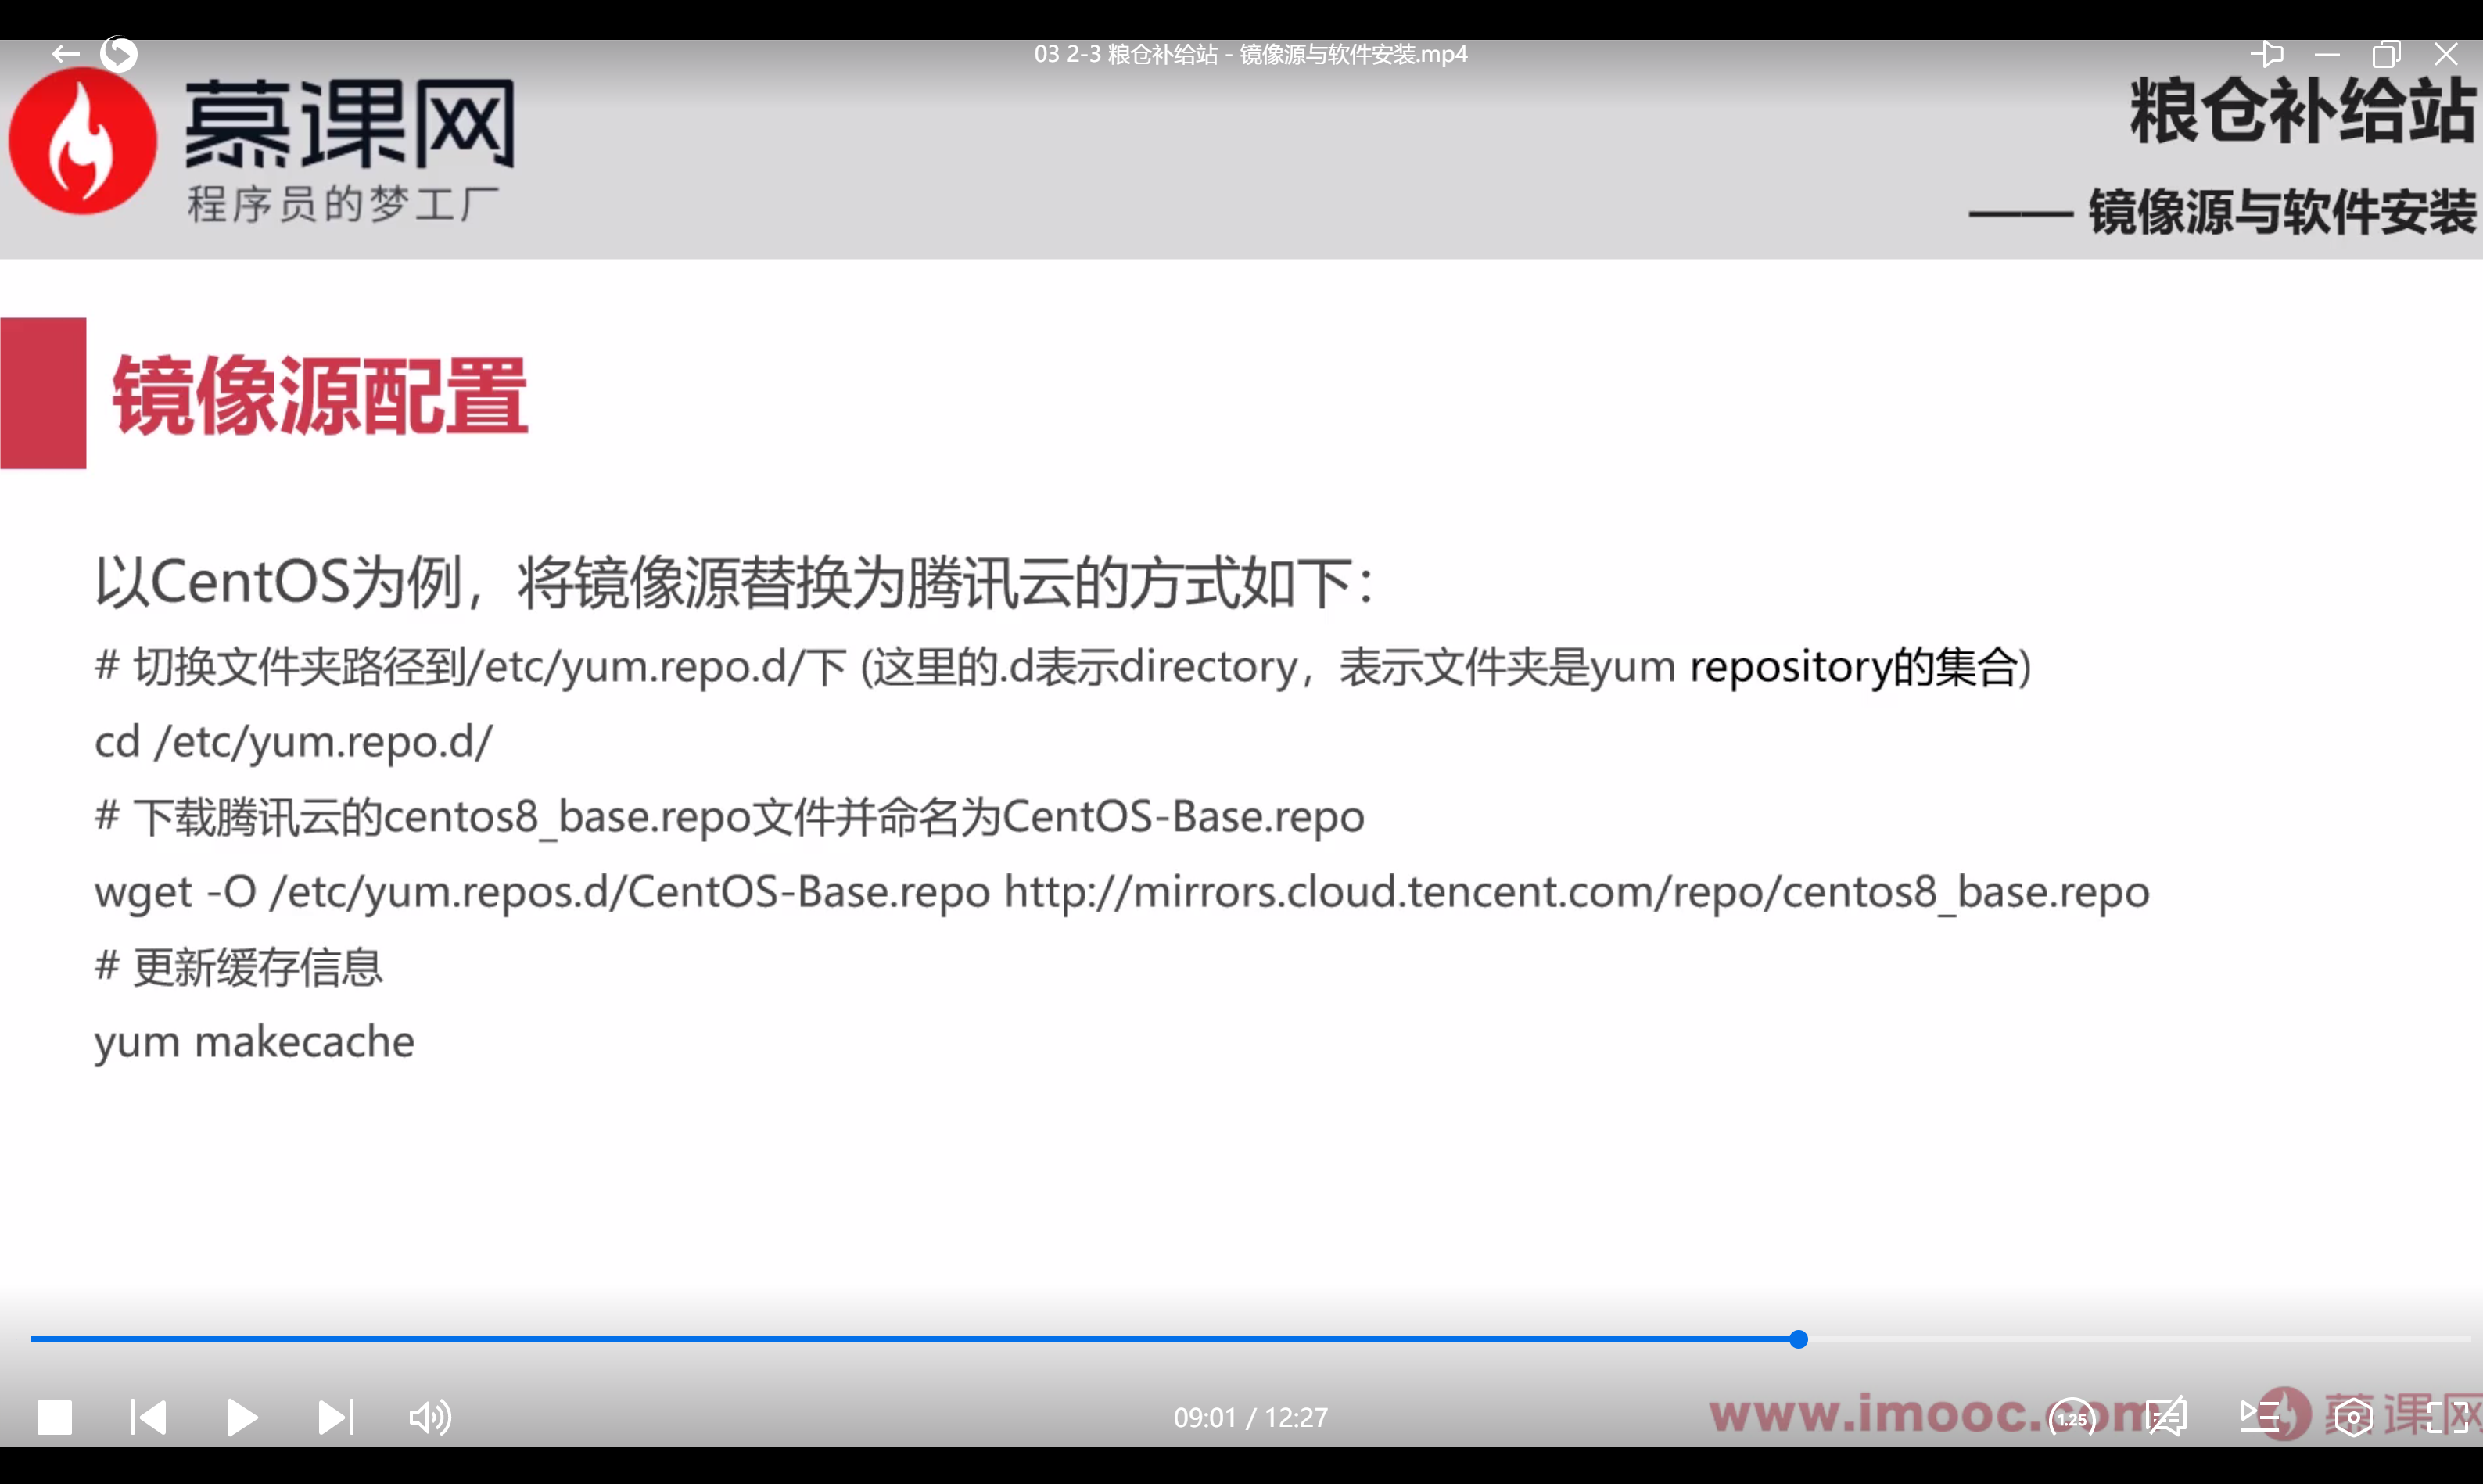 03 2-3 粮仓补给站 - 镜像源与软件安装.mp4
慕课网
程序员的梦工厂
粮仓补给站
—— 镜像源与软件安装
镜像源配置
以CentOS为例，将镜像源替换为腾讯云的方式如下：
# 切换文件夹路径到/etc/yum.repo.d/下 (这里的.d表示directory，表示文件夹是yum repository的集合)
cd /etc/yum.repo.d/
# 下载腾讯云的centos8_base.repo文件并命名为CentOS-Base.repo
wget -O /etc/yum.repos.d/CentOS-Base.repo http://mirrors.cloud.tencent.com/repo/centos8_base.repo
# 更新缓存信息
yum makecache
09:01 / 12:27
www.imooc.com
1.25
慕课网